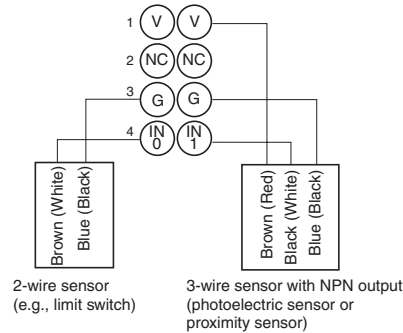 1 V V
2 NC NC
3 G G
4 IN 0 IN 1
Brown (White)
Blue (Black)
Brown (Red)
Black (White)
Blue (Black)
2-wire sensor
(e.g., limit switch)
3-wire sensor with NPN output
(photoelectric sensor or
proximity sensor)